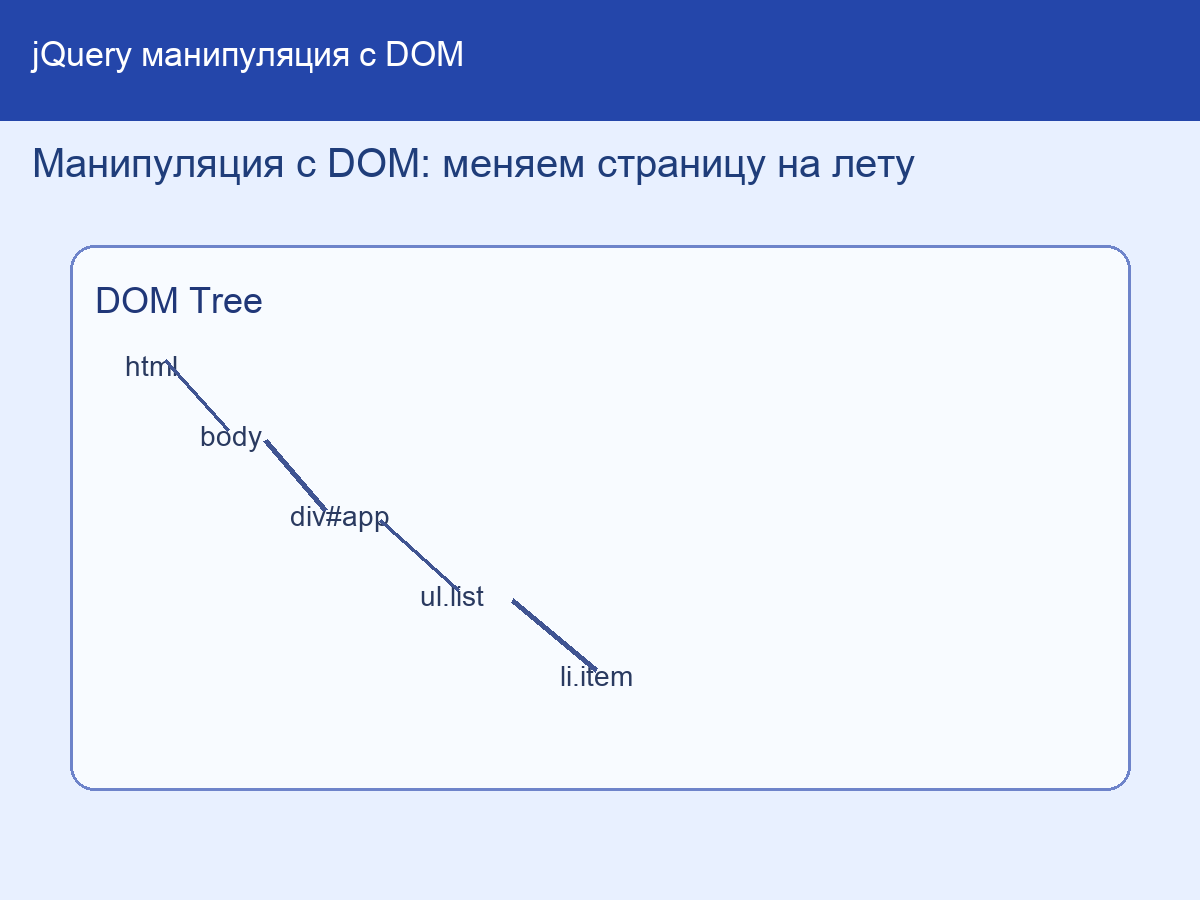 jQuery манипуляция с DOM
Манипуляция с DOM: меняем страницу на лету
DOM Tree
html
body
div#app
ul.list
li.item